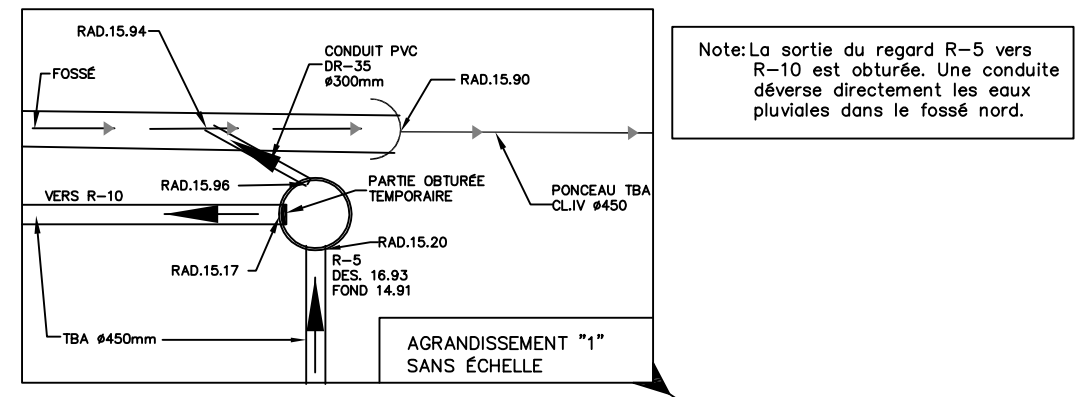 RAD.15.94
FOSSÉ
CONDUIT PVC
DR-35
ø300mm
RAD.15.90
RAD.15.96
VERS R-10
PARTIE OBTURÉE
TEMPORAIRE
PONCEAU TBA
CL.IV ø450
RAD.15.17
RAD.15.20
R-5
DES. 16.93
FOND 14.91
TBA ø450mm
AGRANDISSEMENT "1"
SANS ÉCHELLE
Note: La sortie du regard R-5 vers
R-10 est obturée. Une conduite
déverse directement les eaux
pluviales dans le fossé nord.